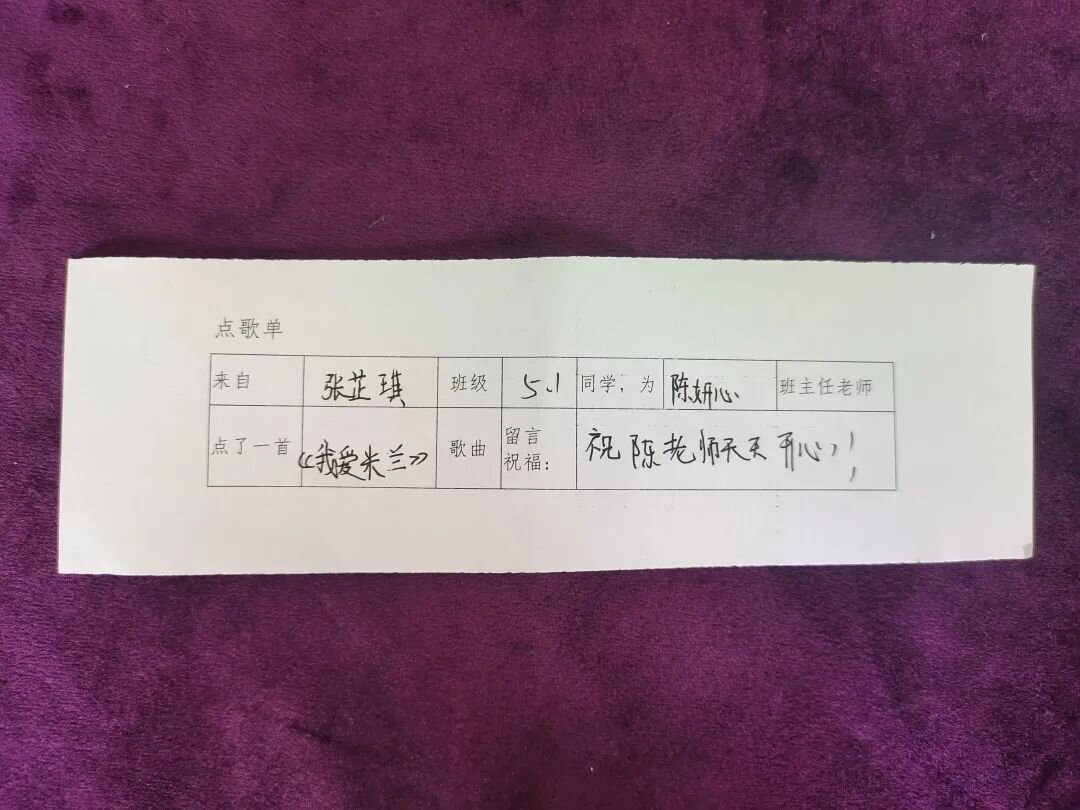 点歌单
来自 张芷琪 班级 5.1 同学，为 陈妍心 班主任老师
点了一首 《我爱米兰》 歌曲 留言祝福： 祝陈老师天天开心！！